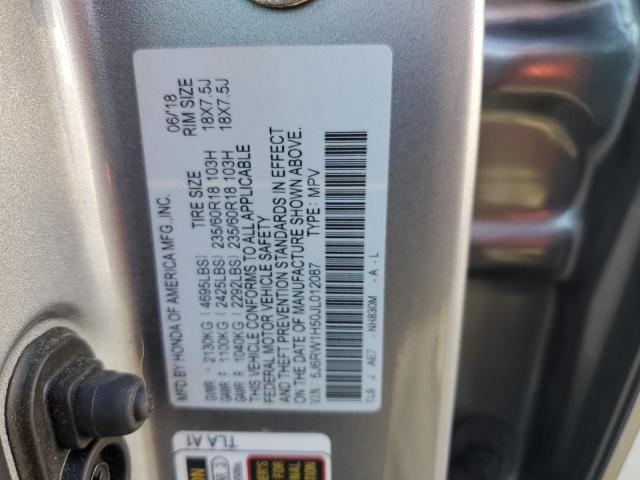 MFD.BY HONDA OF AMERICA MFG.,INC. 06/18
TIRE SIZE RIM SIZE
GVWR - 2130KG (4695LBS)
GAWR F 1100KG (2425LBS) 235/60R18 103H 18X7.5J
GAWR R 1040KG (2292LBS) 235/60R18 103H 18X7.5J
THIS VEHICLE CONFORMS TO ALL APPLICABLE
FEDERAL MOTOR VEHICLE SAFETY
AND THEFT PREVENTION STANDARDS IN EFFECT
ON THE DATE OF MANUFACTURE SHOWN ABOVE.
V.I.N.: 5J6RW1H50JL012087 TYPE: MPV
TLB J AE7 NH830M -A-L
TLA A1